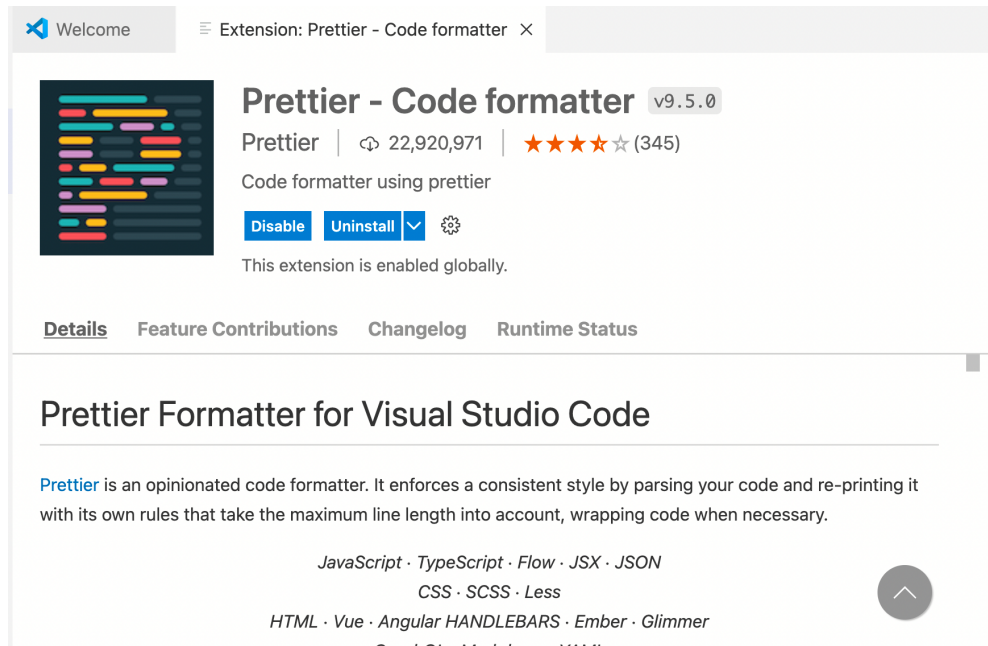 Welcome
Extension: Prettier - Code formatter
Prettier - Code formatter v9.5.0
Prettier 22,920,971 (345)
Code formatter using prettier
Disable Uninstall
This extension is enabled globally.
Details Feature Contributions Changelog Runtime Status
Prettier Formatter for Visual Studio Code
Prettier is an opinionated code formatter. It enforces a consistent style by parsing your code and re-printing it
with its own rules that take the maximum line length into account, wrapping code when necessary.
JavaScript · TypeScript · Flow · JSX · JSON
CSS · SCSS · Less
HTML · Vue · Angular HANDLEBARS · Ember · Glimmer